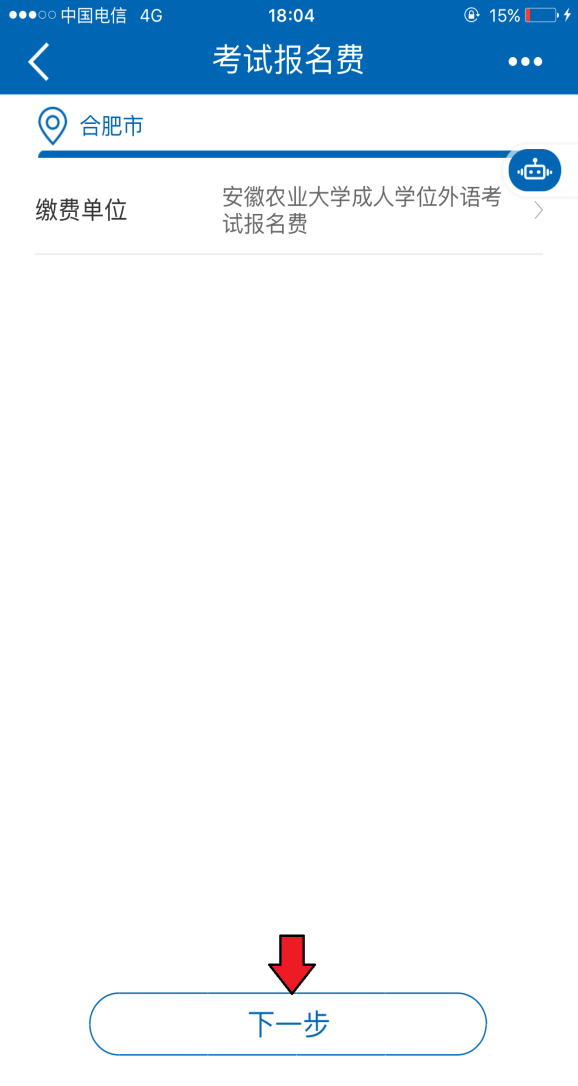 中国电信 4G 18:04 15%
考试报名费
合肥市
缴费单位
安徽农业大学成人学位外语考
试报名费
下一步